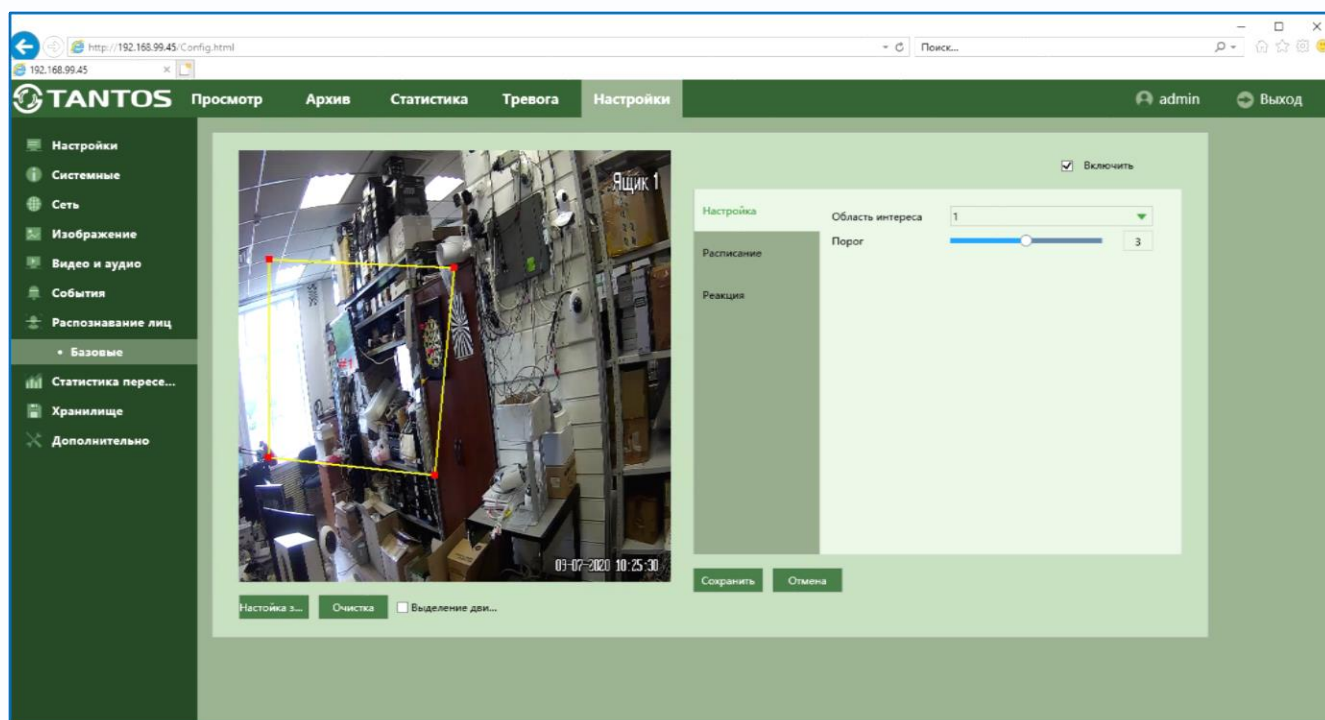 http://192.168.99.45/Config.html
Поиск...
192.168.99.45
TANTOS
Просмотр
Архив
Статистика
Тревога
Настройки
admin
Выход
Настройки
Системные
Сеть
Изображение
Видео и аудио
События
Распознавание лиц
• Базовые
Статистика пересе...
Хранилище
Дополнительно
Ящик 1
#1
09-07-2020 10:25:30
Настойка з...
Очистка
Выделение дви...
Включить
Настройка
Расписание
Реакция
Область интереса
1
Порог
3
Сохранить
Отмена